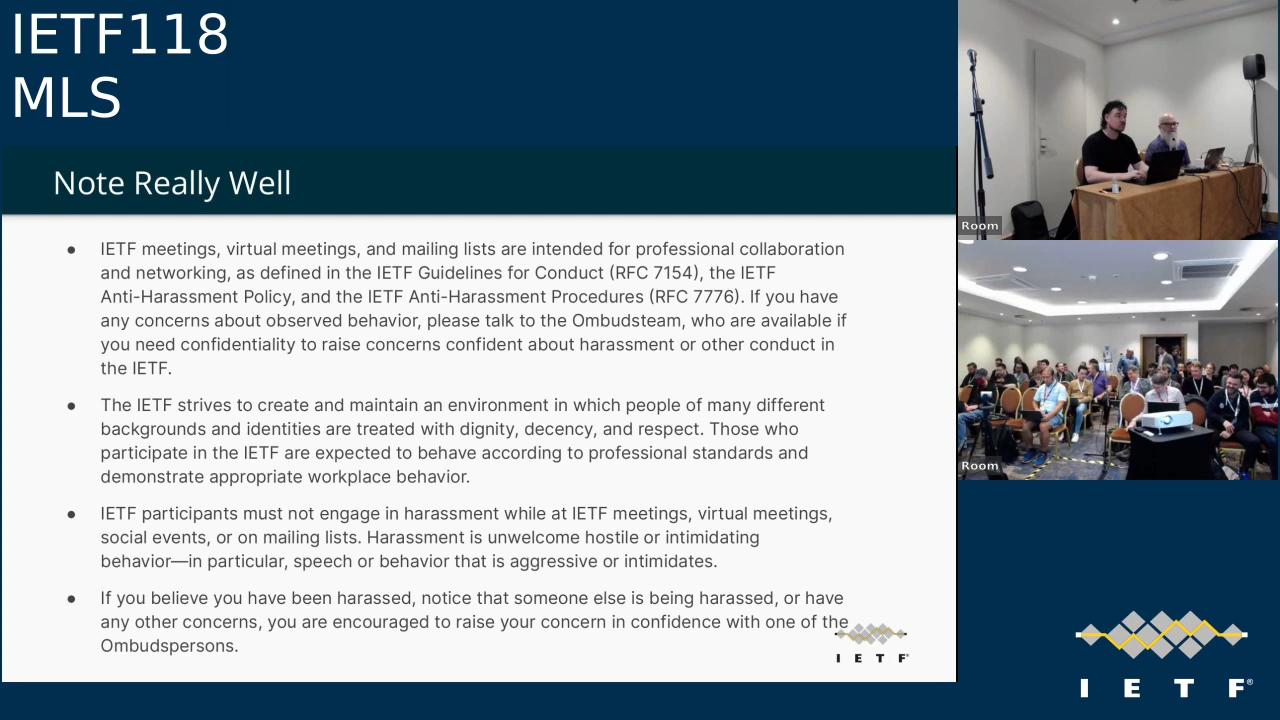 IETF118
MLS
Note Really Well
● IETF meetings, virtual meetings, and mailing lists are intended for professional collaboration
and networking, as defined in the IETF Guidelines for Conduct (RFC 7154), the IETF
Anti-Harassment Policy, and the IETF Anti-Harassment Procedures (RFC 7776). If you have
any concerns about observed behavior, please talk to the Ombudsteam, who are available if
you need confidentiality to raise concerns confident about harassment or other conduct in
the IETF.
● The IETF strives to create and maintain an environment in which people of many different
backgrounds and identities are treated with dignity, decency, and respect. Those who
participate in the IETF are expected to behave according to professional standards and
demonstrate appropriate workplace behavior.
● IETF participants must not engage in harassment while at IETF meetings, virtual meetings,
social events, or on mailing lists. Harassment is unwelcome hostile or intimidating
behavior—in particular, speech or behavior that is aggressive or intimidates.
● If you believe you have been harassed, notice that someone else is being harassed, or have
any other concerns, you are encouraged to raise your concern in confidence with one of the
Ombudspersons.
I E T F®
Room
Room
I E T F®